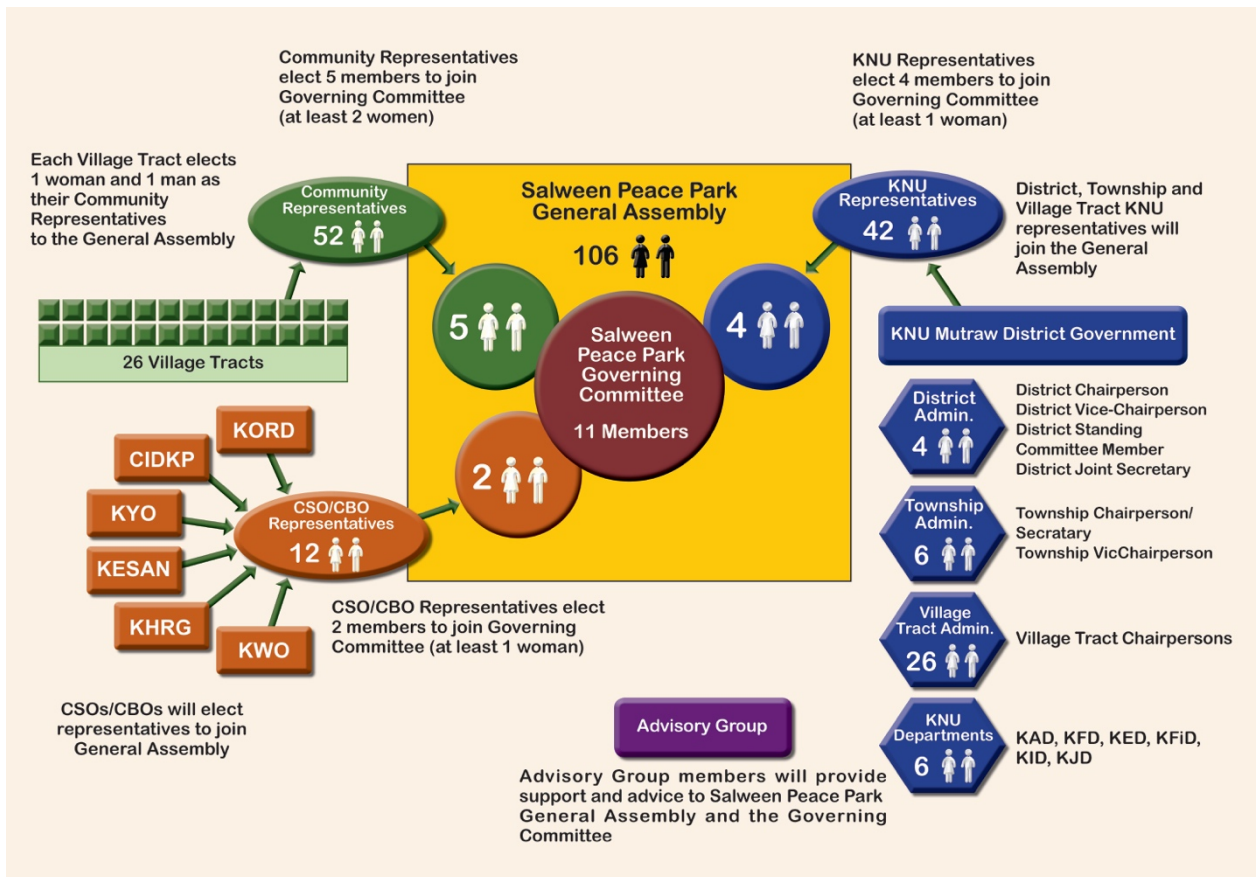 Community Representatives
elect 5 members to join
Governing Committee
(at least 2 women)
KNU Representatives
elect 4 members to join
Governing Committee
(at least 1 woman)
Each Village Tract elects
1 woman and 1 man as
their Community
Representatives
to the General Assembly
Community
Representatives
52
Salween Peace Park
General Assembly
106
KNU
Representatives
42
District, Township and
Village Tract KNU
representatives will
join the General
Assembly
26 Village Tracts
5
4
Salween
Peace Park
Governing
Committee
11 Members
2
KNU Mutraw District Government
District
Admin.
4
District Chairperson
District Vice-Chairperson
District Standing
Committee Member
District Joint Secretary
Township
Admin.
6
Township Chairperson/
Secratary
Township VicChairperson
Village
Tract Admin.
26
Village Tract Chairpersons
KNU
Departments
6
KAD, KFD, KED, KFiD,
KID, KJD
KORD
CIDKP
KYO
KESAN
KHRG
KWO
CSO/CBO
Representatives
12
CSO/CBO Representatives elect
2 members to join Governing
Committee (at least 1 woman)
CSOs/CBOs will elect
representatives to join
General Assembly
Advisory Group
Advisory Group members will provide
support and advice to Salween Peace Park
General Assembly and the Governing
Committee